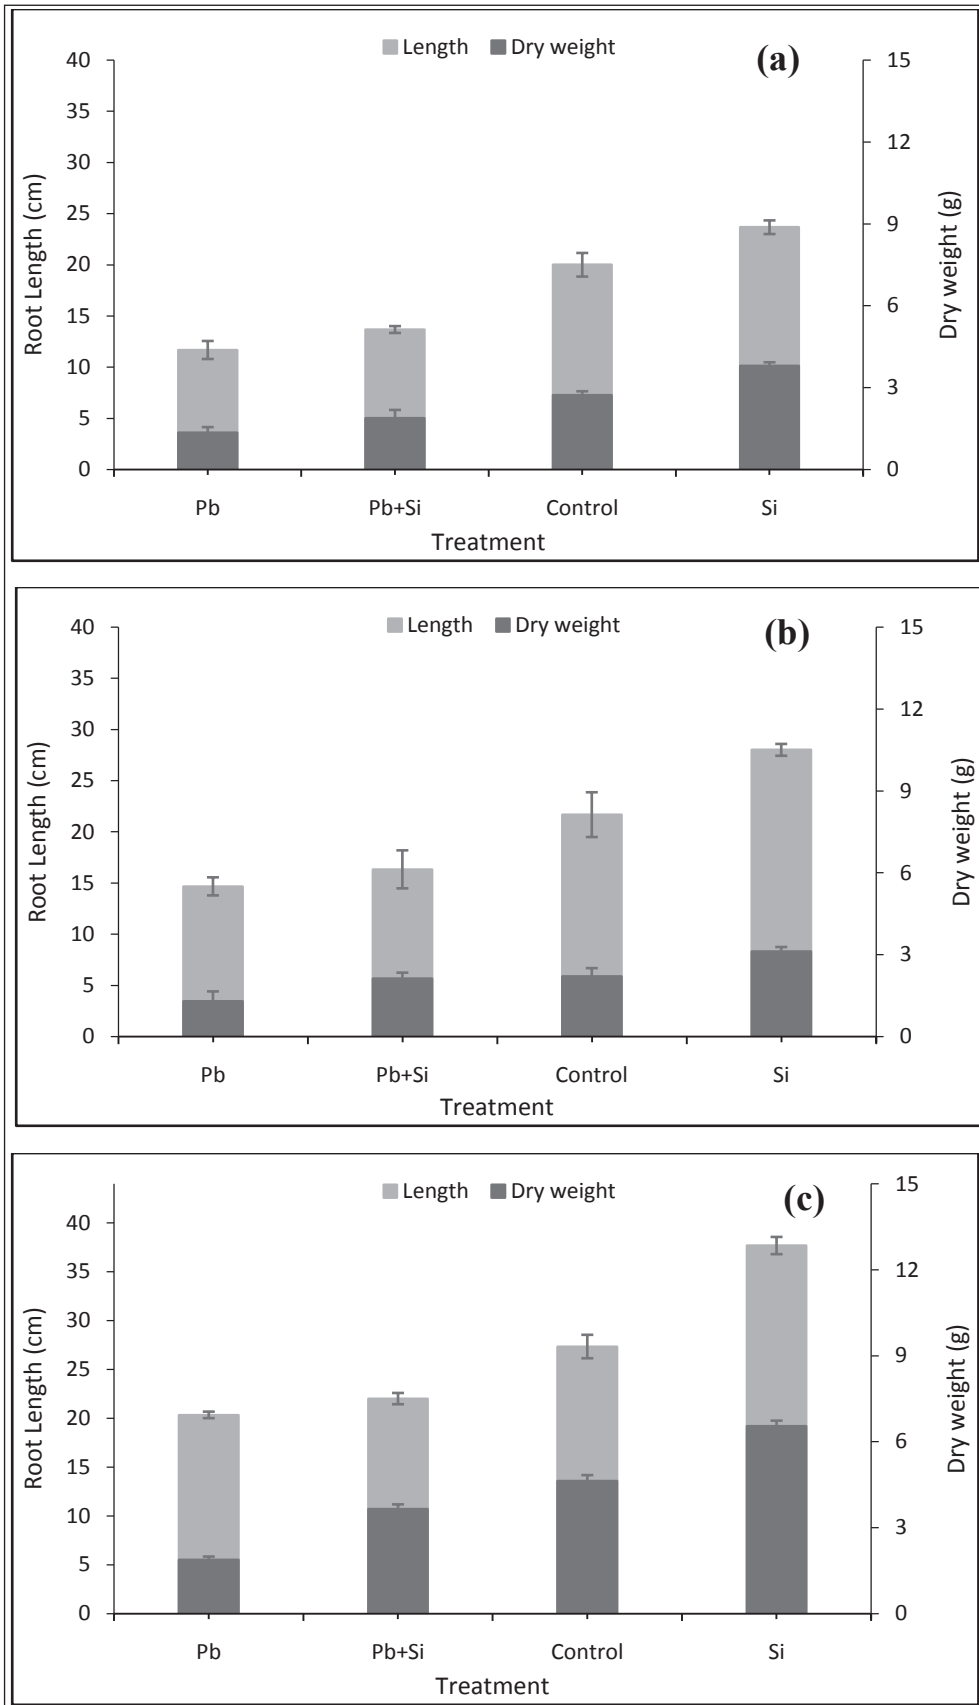 Length Dry weight
(a)
40
35
30
25
20
15
10
5
0
Root Length (cm)
15
12
9
6
3
0
Dry weight (g)
Pb Pb+Si Control Si
Treatment
Length Dry weight
(b)
40
35
30
25
20
15
10
5
0
Root Length (cm)
15
12
9
6
3
0
Dry weight (g)
Pb Pb+Si Control Si
Treatment
Length Dry weight
(c)
40
35
30
25
20
15
10
5
0
Root Length (cm)
15
12
9
6
3
0
Dry weight (g)
Pb Pb+Si Control Si
Treatment